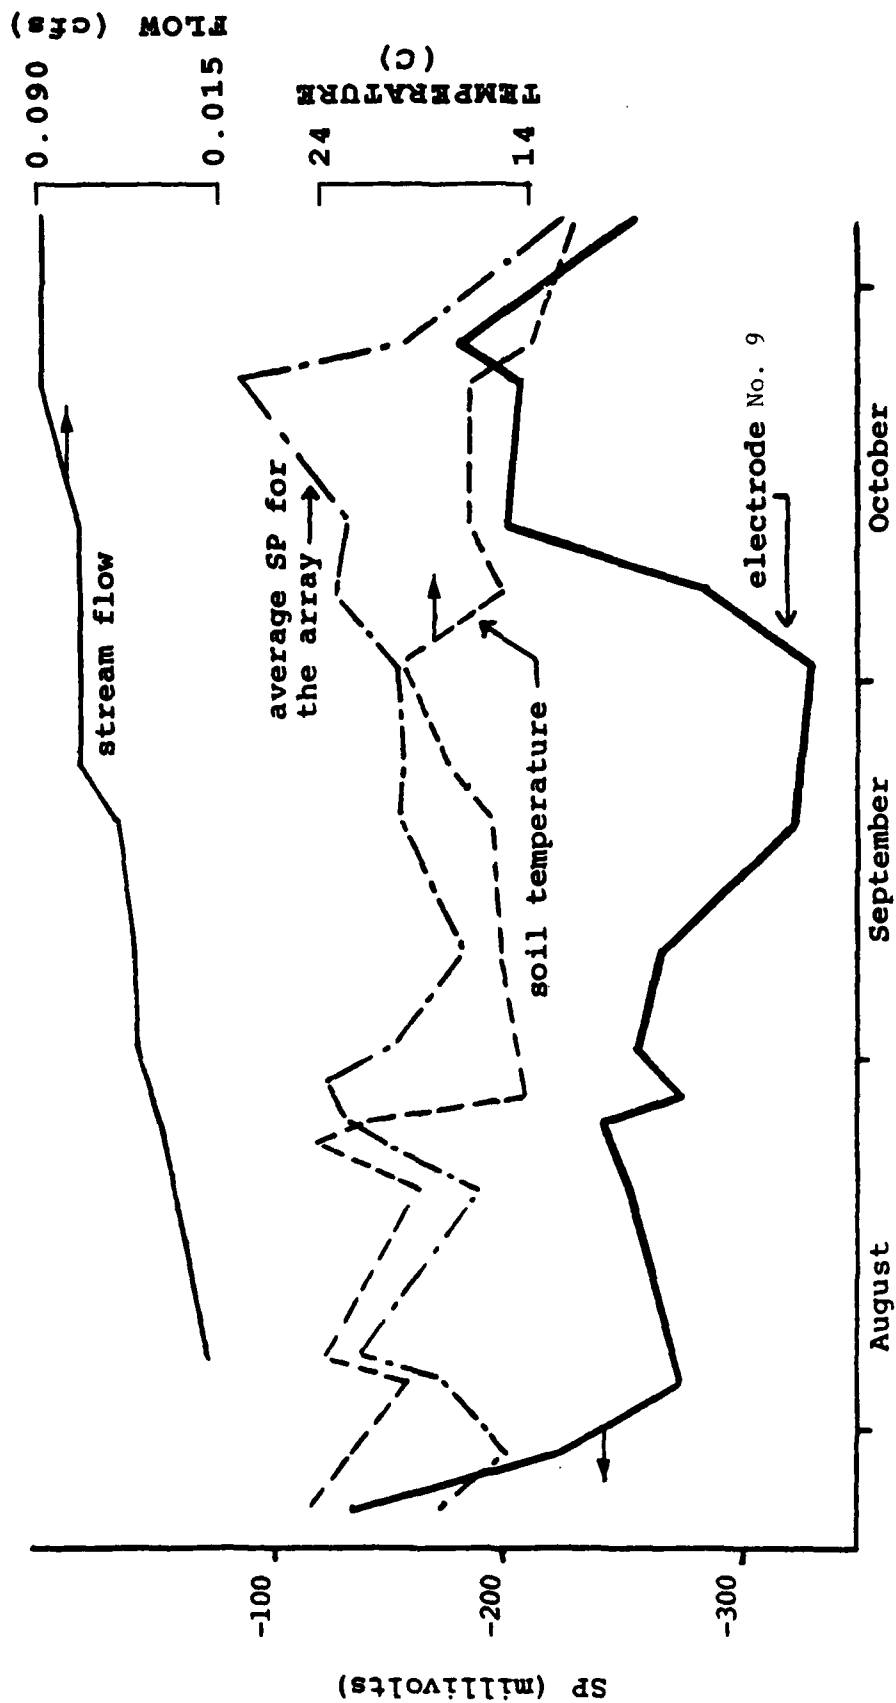 FLOW
(cfs)
0.090
0.015
TEMPERATURE
(C)
24
14
stream flow
average SP for
the array
soil temperature
electrode No. 9
-100
-200
-300
SP (millivolts)
August
September
October